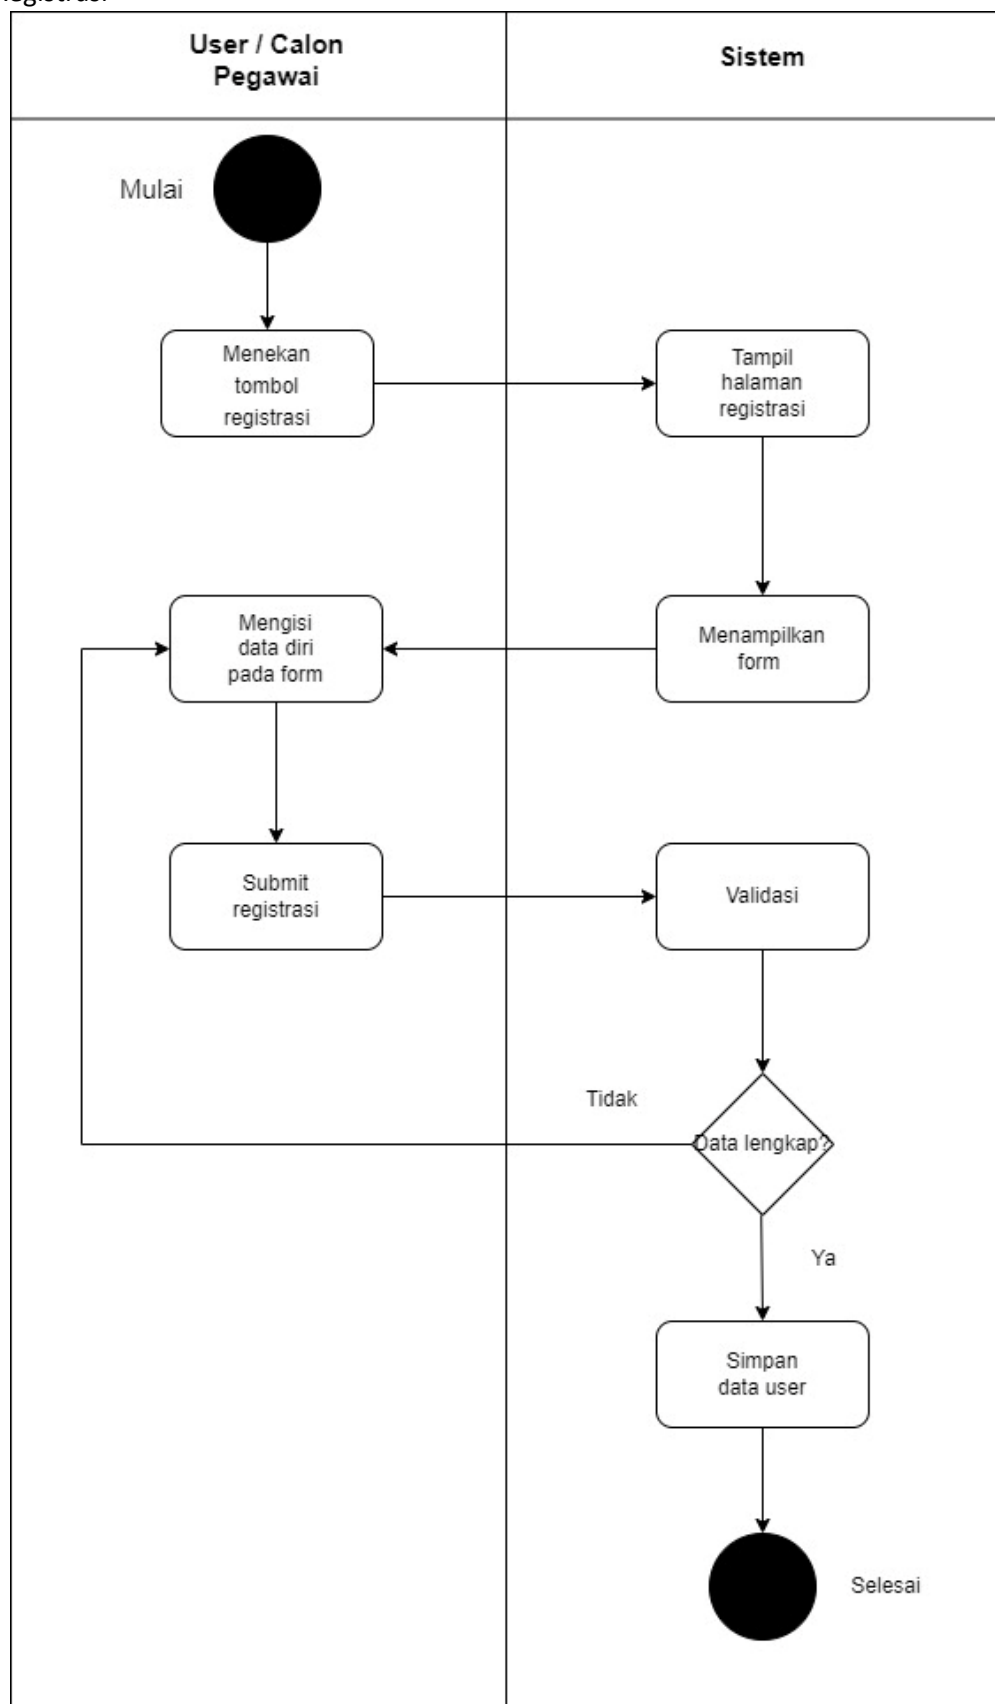 User / Calon
Pegawai
Sistem
Mulai
Menekan
tombol
registrasi
Tampil
halaman
registrasi
Mengisi
data diri
pada form
Menampilkan
form
Submit
registrasi
Validasi
Tidak
Data lengkap?
Ya
Simpan
data user
Selesai